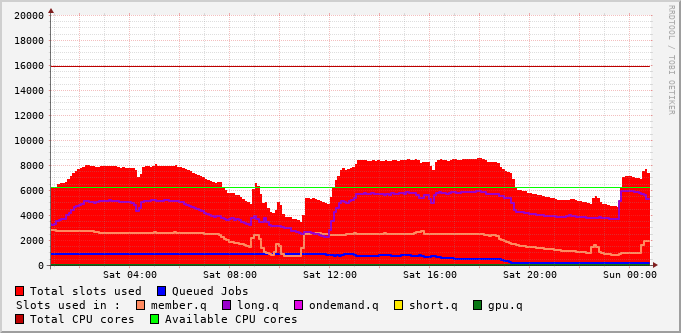 20000
18000
16000
14000
12000
10000
8000
6000
4000
2000
0
Sat 04:00 Sat 08:00 Sat 12:00 Sat 16:00 Sat 20:00 Sun 00:00
RRDTOOL / TOBI OETIKER
Total slots used Queued Jobs
Slots used in : member.q long.q ondemand.q short.q gpu.q
Total CPU cores Available CPU cores